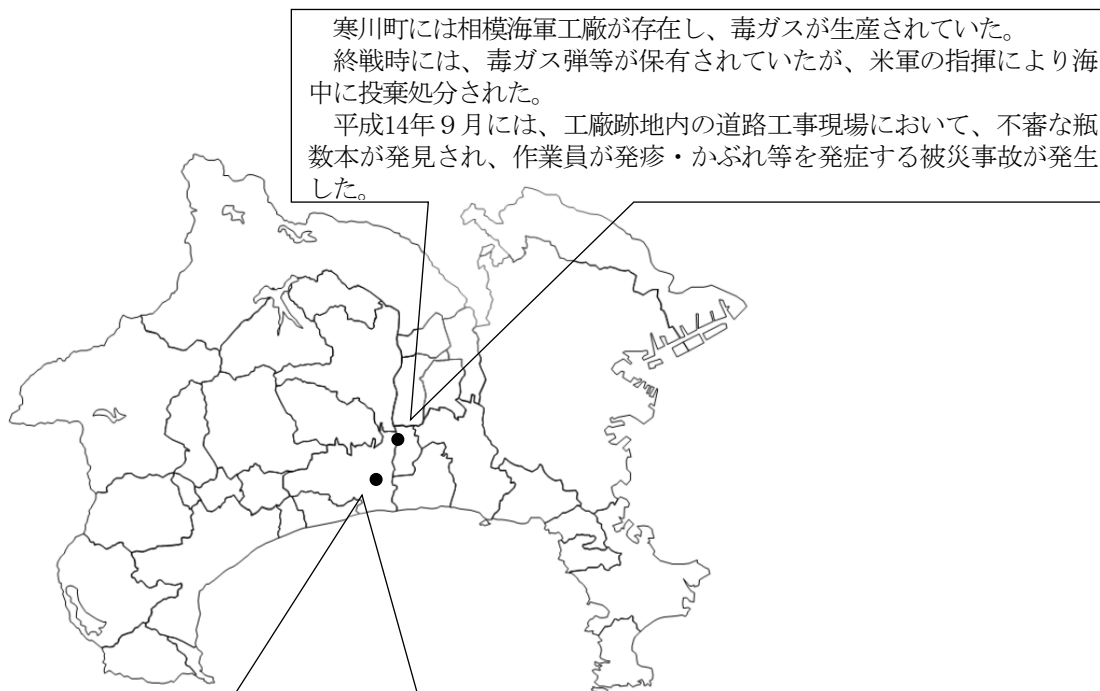 寒川町には相模海軍工廠が存在し、毒ガスが生産されていた。
終戦時には、毒ガス弾等が保有されていたが、米軍の指揮により海
中に投棄処分された。
平成14年９月には、工廠跡地内の道路工事現場において、不審な瓶
数本が発見され、作業員が発疹・かぶれ等を発症する被災事故が発生
した。